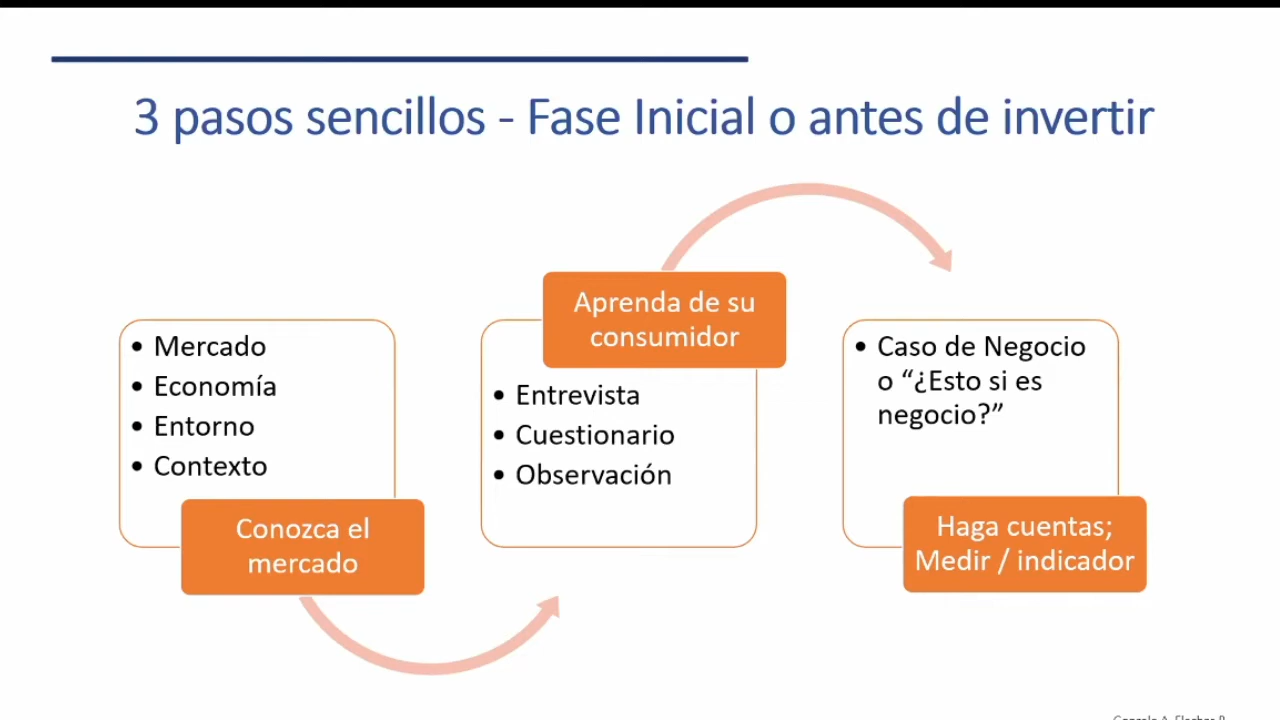 3 pasos sencillos - Fase Inicial o antes de invertir
• Mercado
• Economía
• Entorno
• Contexto
Conozca el
mercado
Aprenda de su
consumidor
• Entrevista
• Cuestionario
• Observación
• Caso de Negocio
o “¿Esto si es
negocio?”
Haga cuentas;
Medir / indicador